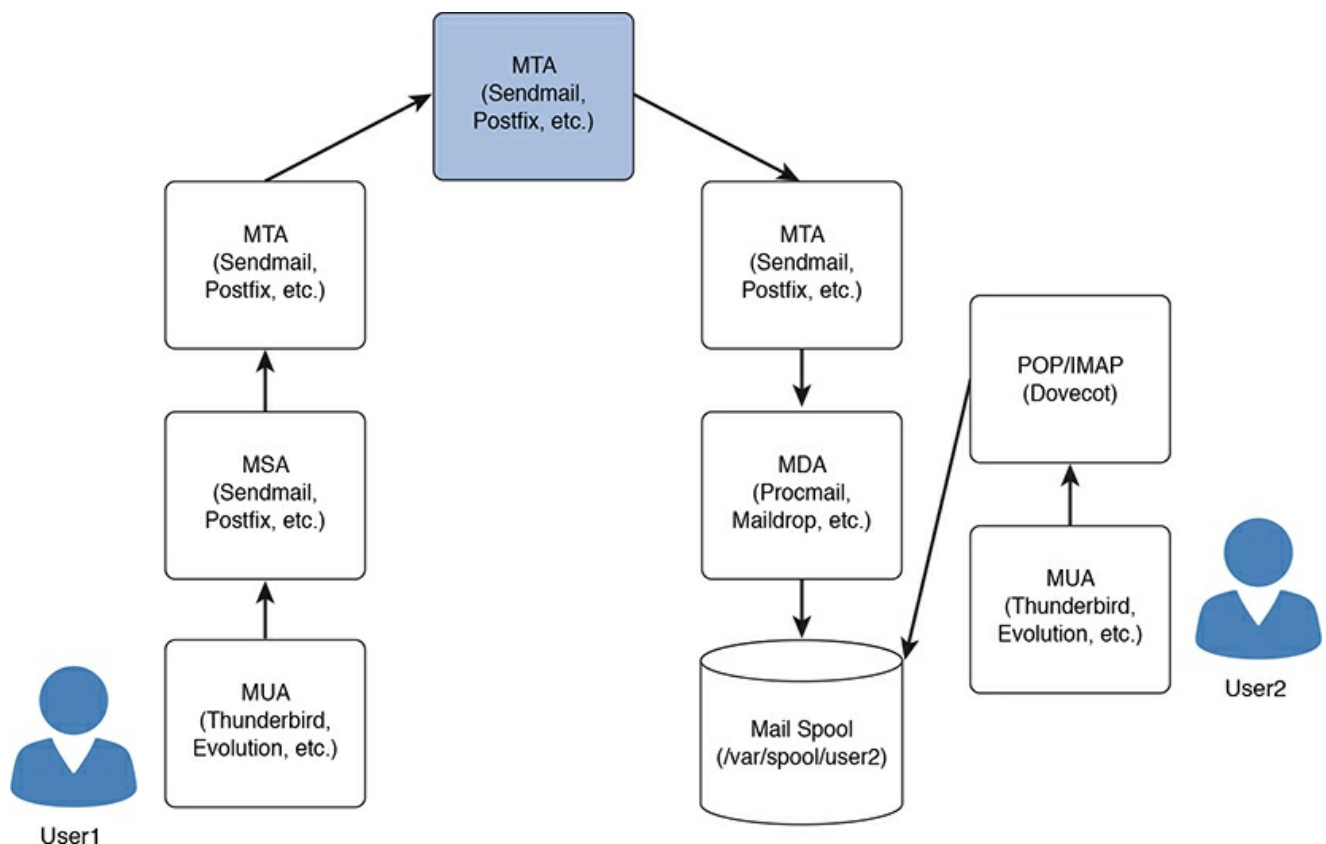 MTA
(Sendmail,
Postfix, etc.)
MTA
(Sendmail,
Postfix, etc.)
MTA
(Sendmail,
Postfix, etc.)
POP/IMAP
(Dovecot)
MSA
(Sendmail,
Postfix, etc.)
MDA
(Procmail,
Maildrop, etc.)
MUA
(Thunderbird,
Evolution, etc.)
User2
MUA
(Thunderbird,
Evolution, etc.)
Mail Spool
(/var/spool/user2)
User1